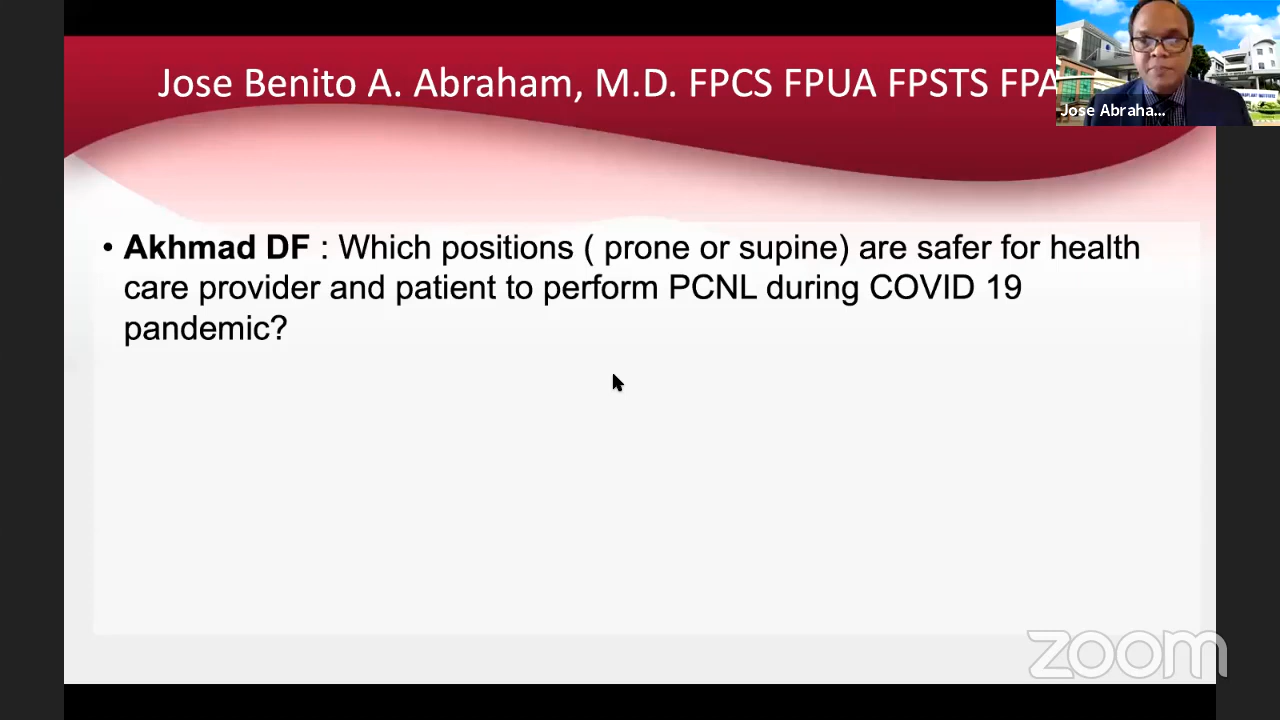 Jose Benito A. Abraham, M.D. FPCS FPUA FPSTS FPA
Jose Abraha...
• Akhmad DF : Which positions ( prone or supine) are safer for health
care provider and patient to perform PCNL during COVID 19
pandemic?
zoom